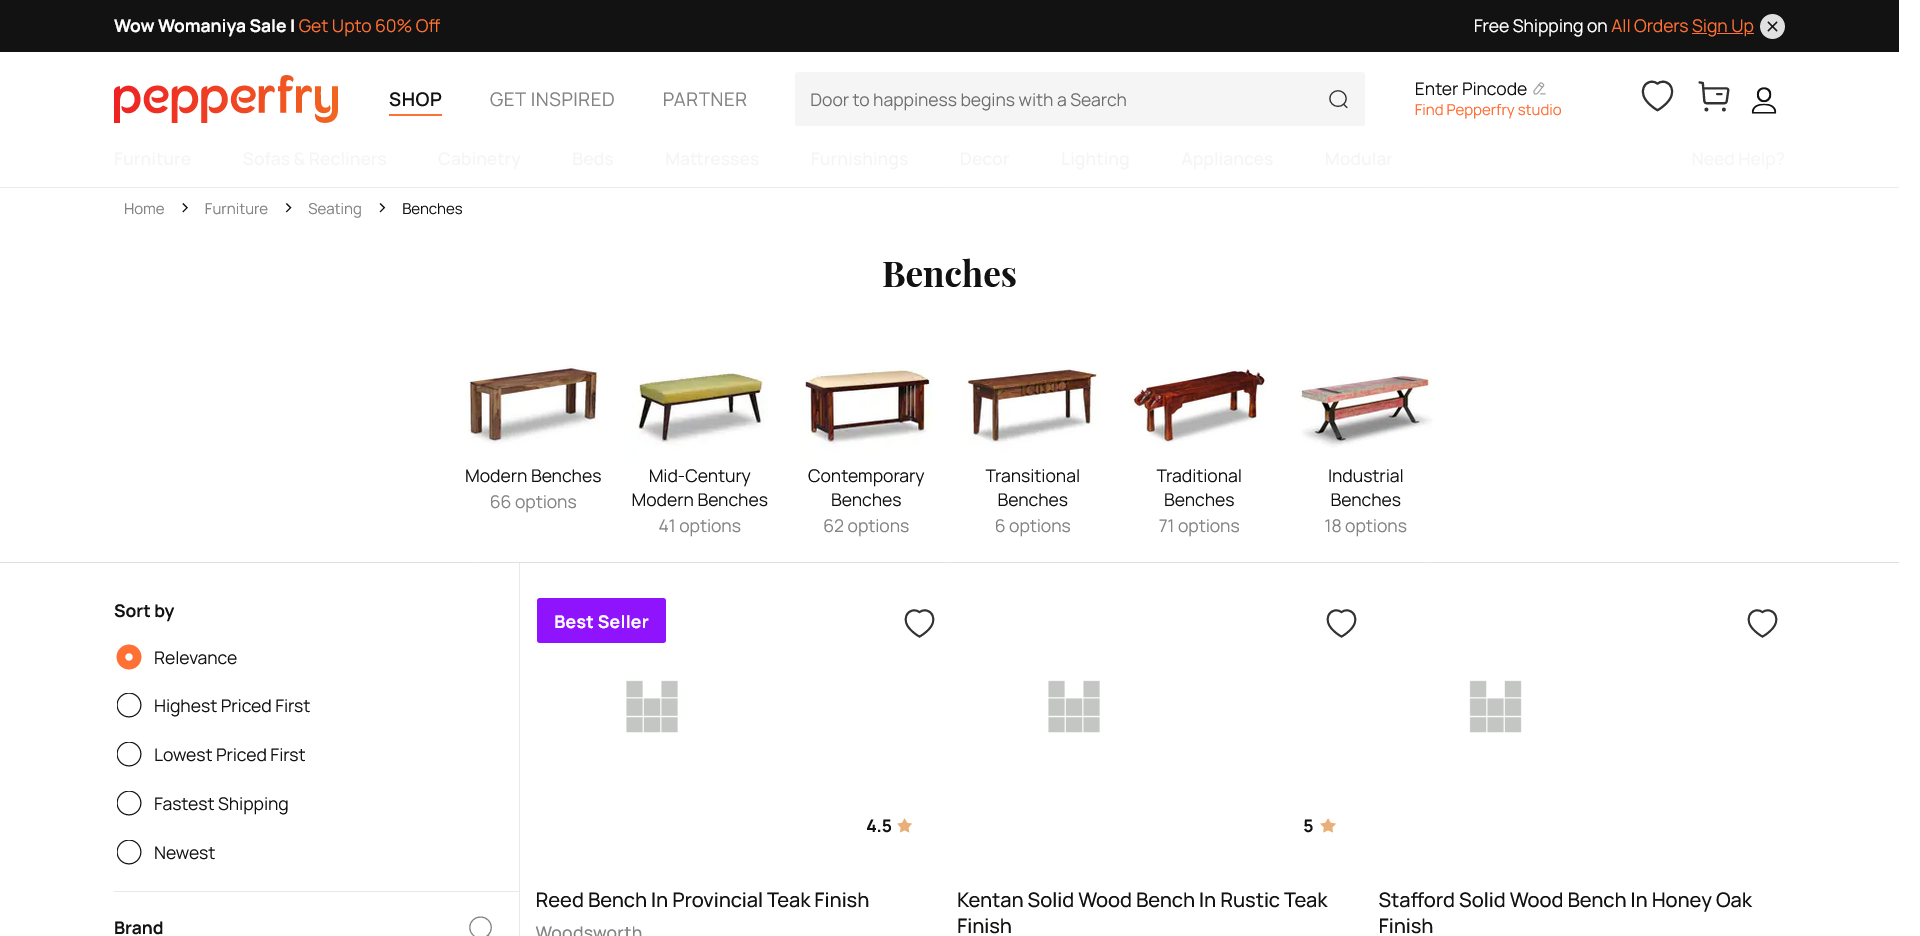 Wow Womaniya Sale | Get Upto 60% Off
Free Shipping on All Orders Sign Up
pepperfry
SHOP
GET INSPIRED
PARTNER
Door to happiness begins with a Search
Enter Pincode
Find Pepperfry studio
Furniture
Sofas & Recliners
Cabinetry
Beds
Mattresses
Furnishings
Decor
Lighting
Appliances
Modular
Need Help?
Home
Furniture
Seating
Benches
Benches
Modern Benches
66 options
Mid-Century
Modern Benches
41 options
Contemporary
Benches
62 options
Transitional
Benches
6 options
Traditional
Benches
71 options
Industrial
Benches
18 options
Sort by
Relevance
Highest Priced First
Lowest Priced First
Fastest Shipping
Newest
Brand
Best Seller
4.5
5
Reed Bench In Provincial Teak Finish
Woodsworth
Kentan Solid Wood Bench In Rustic Teak
Finish
Stafford Solid Wood Bench In Honey Oak
Finish